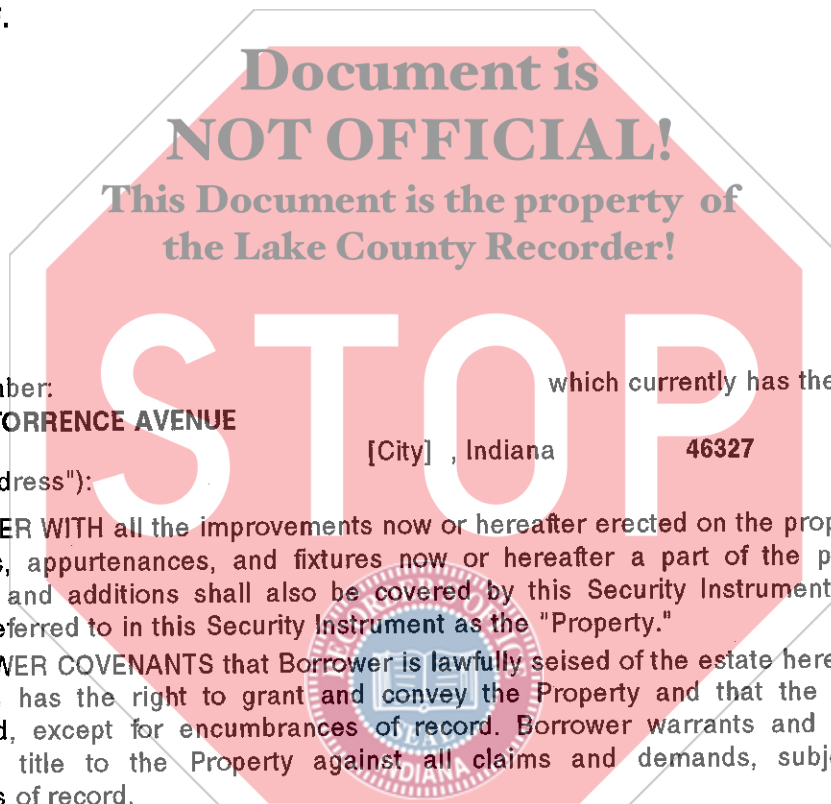 Document is
NOT OFFICIAL!
This Document is the property of
the Lake County Recorder!
STOP
which currently has the
ORRENCE AVENUE
[City] , Indiana 46327
dress"):
ER WITH all the improvements now or hereafter erected on the prop
, appurtenances, and fixtures now or hereafter a part of the p
and additions shall also be covered by this Security Instrument
eferred to in this Security Instrument as the "Property."
WER COVENANTS that Borrower is lawfully seised of the estate here
has the right to grant and convey the Property and that the
d, except for encumbrances of record. Borrower warrants and
title to the Property against all claims and demands, subj
s of record.
SEAL
INDIANA